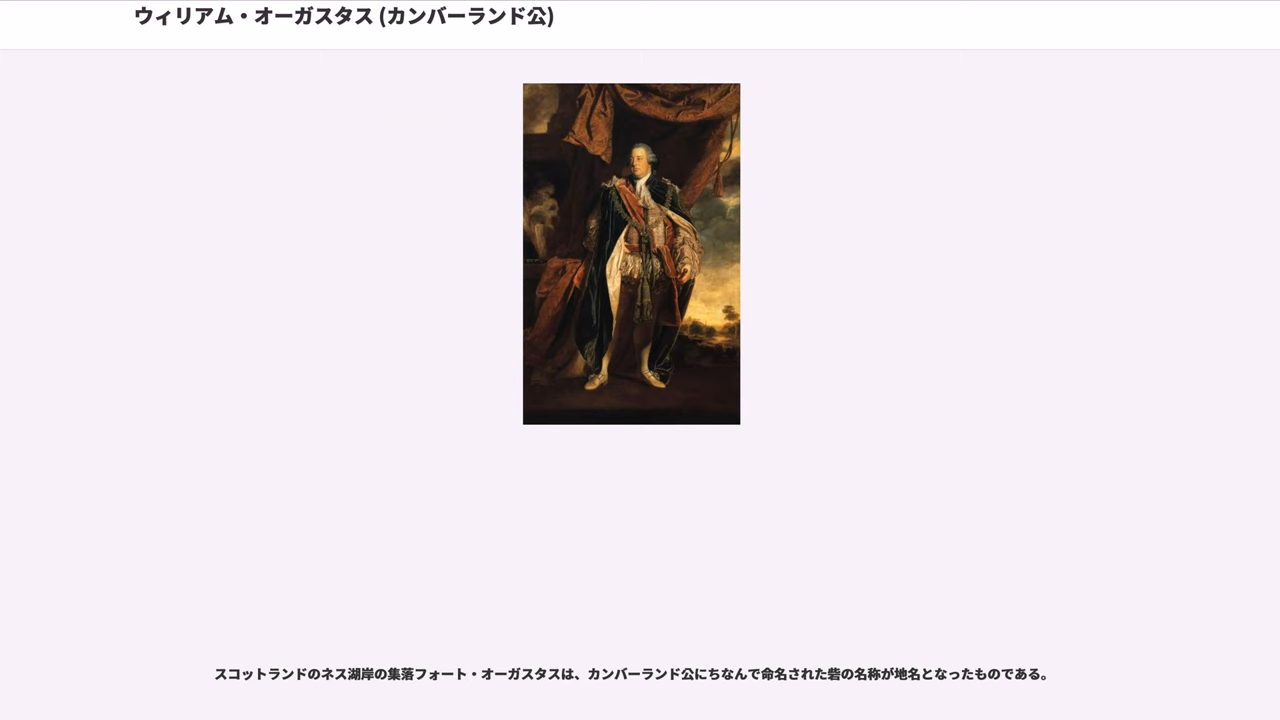 ウィリアム・オーガスタス (カンバーランド公)
スコットランドのネス湖岸の集落フォート・オーガスタスは、カンバーランド公にちなんで命名された砦の名称が地名となったものである。